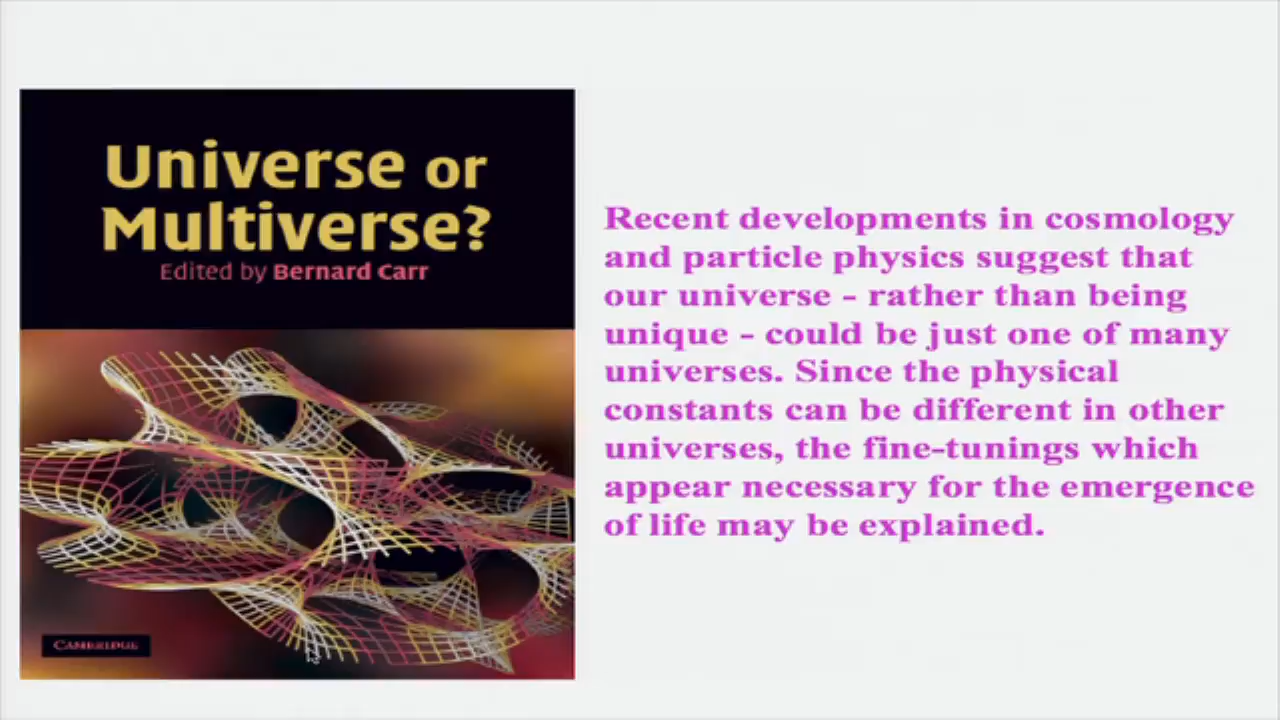 Universe or
Multiverse?
Edited by Bernard Carr
CAMBRIDGE
Recent developments in cosmology
and particle physics suggest that
our universe - rather than being
unique - could be just one of many
universes. Since the physical
constants can be different in other
universes, the fine-tunings which
appear necessary for the emergence
of life may be explained.